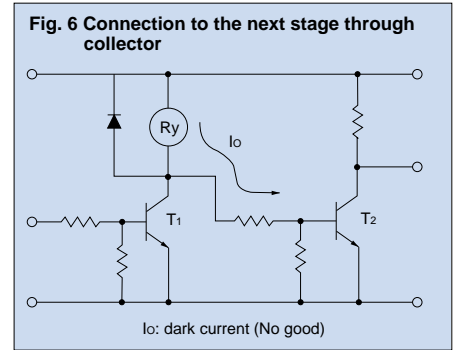 Fig. 6 Connection to the next stage through
collector
Ry
Io
T1
T2
Io: dark current (No good)